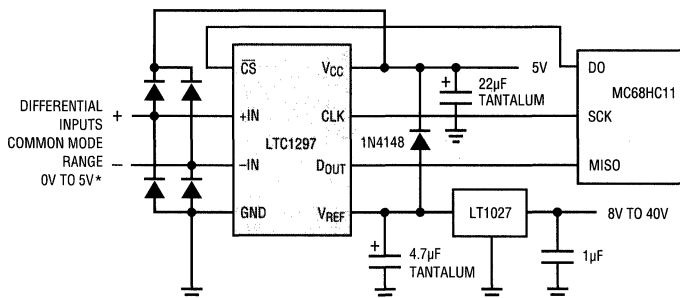 DIFFERENTIAL
INPUTS
COMMON MODE
RANGE
0V TO 5V*
+
–
C̅S̅
+IN
–IN
GND
LTC1297
VCC
CLK
DOUT
VREF
1N4148
+
22µF
TANTALUM
5V
DO
SCK
MISO
MC68HC11
LT1027
8V TO 40V
+
4.7µF
TANTALUM
1µF